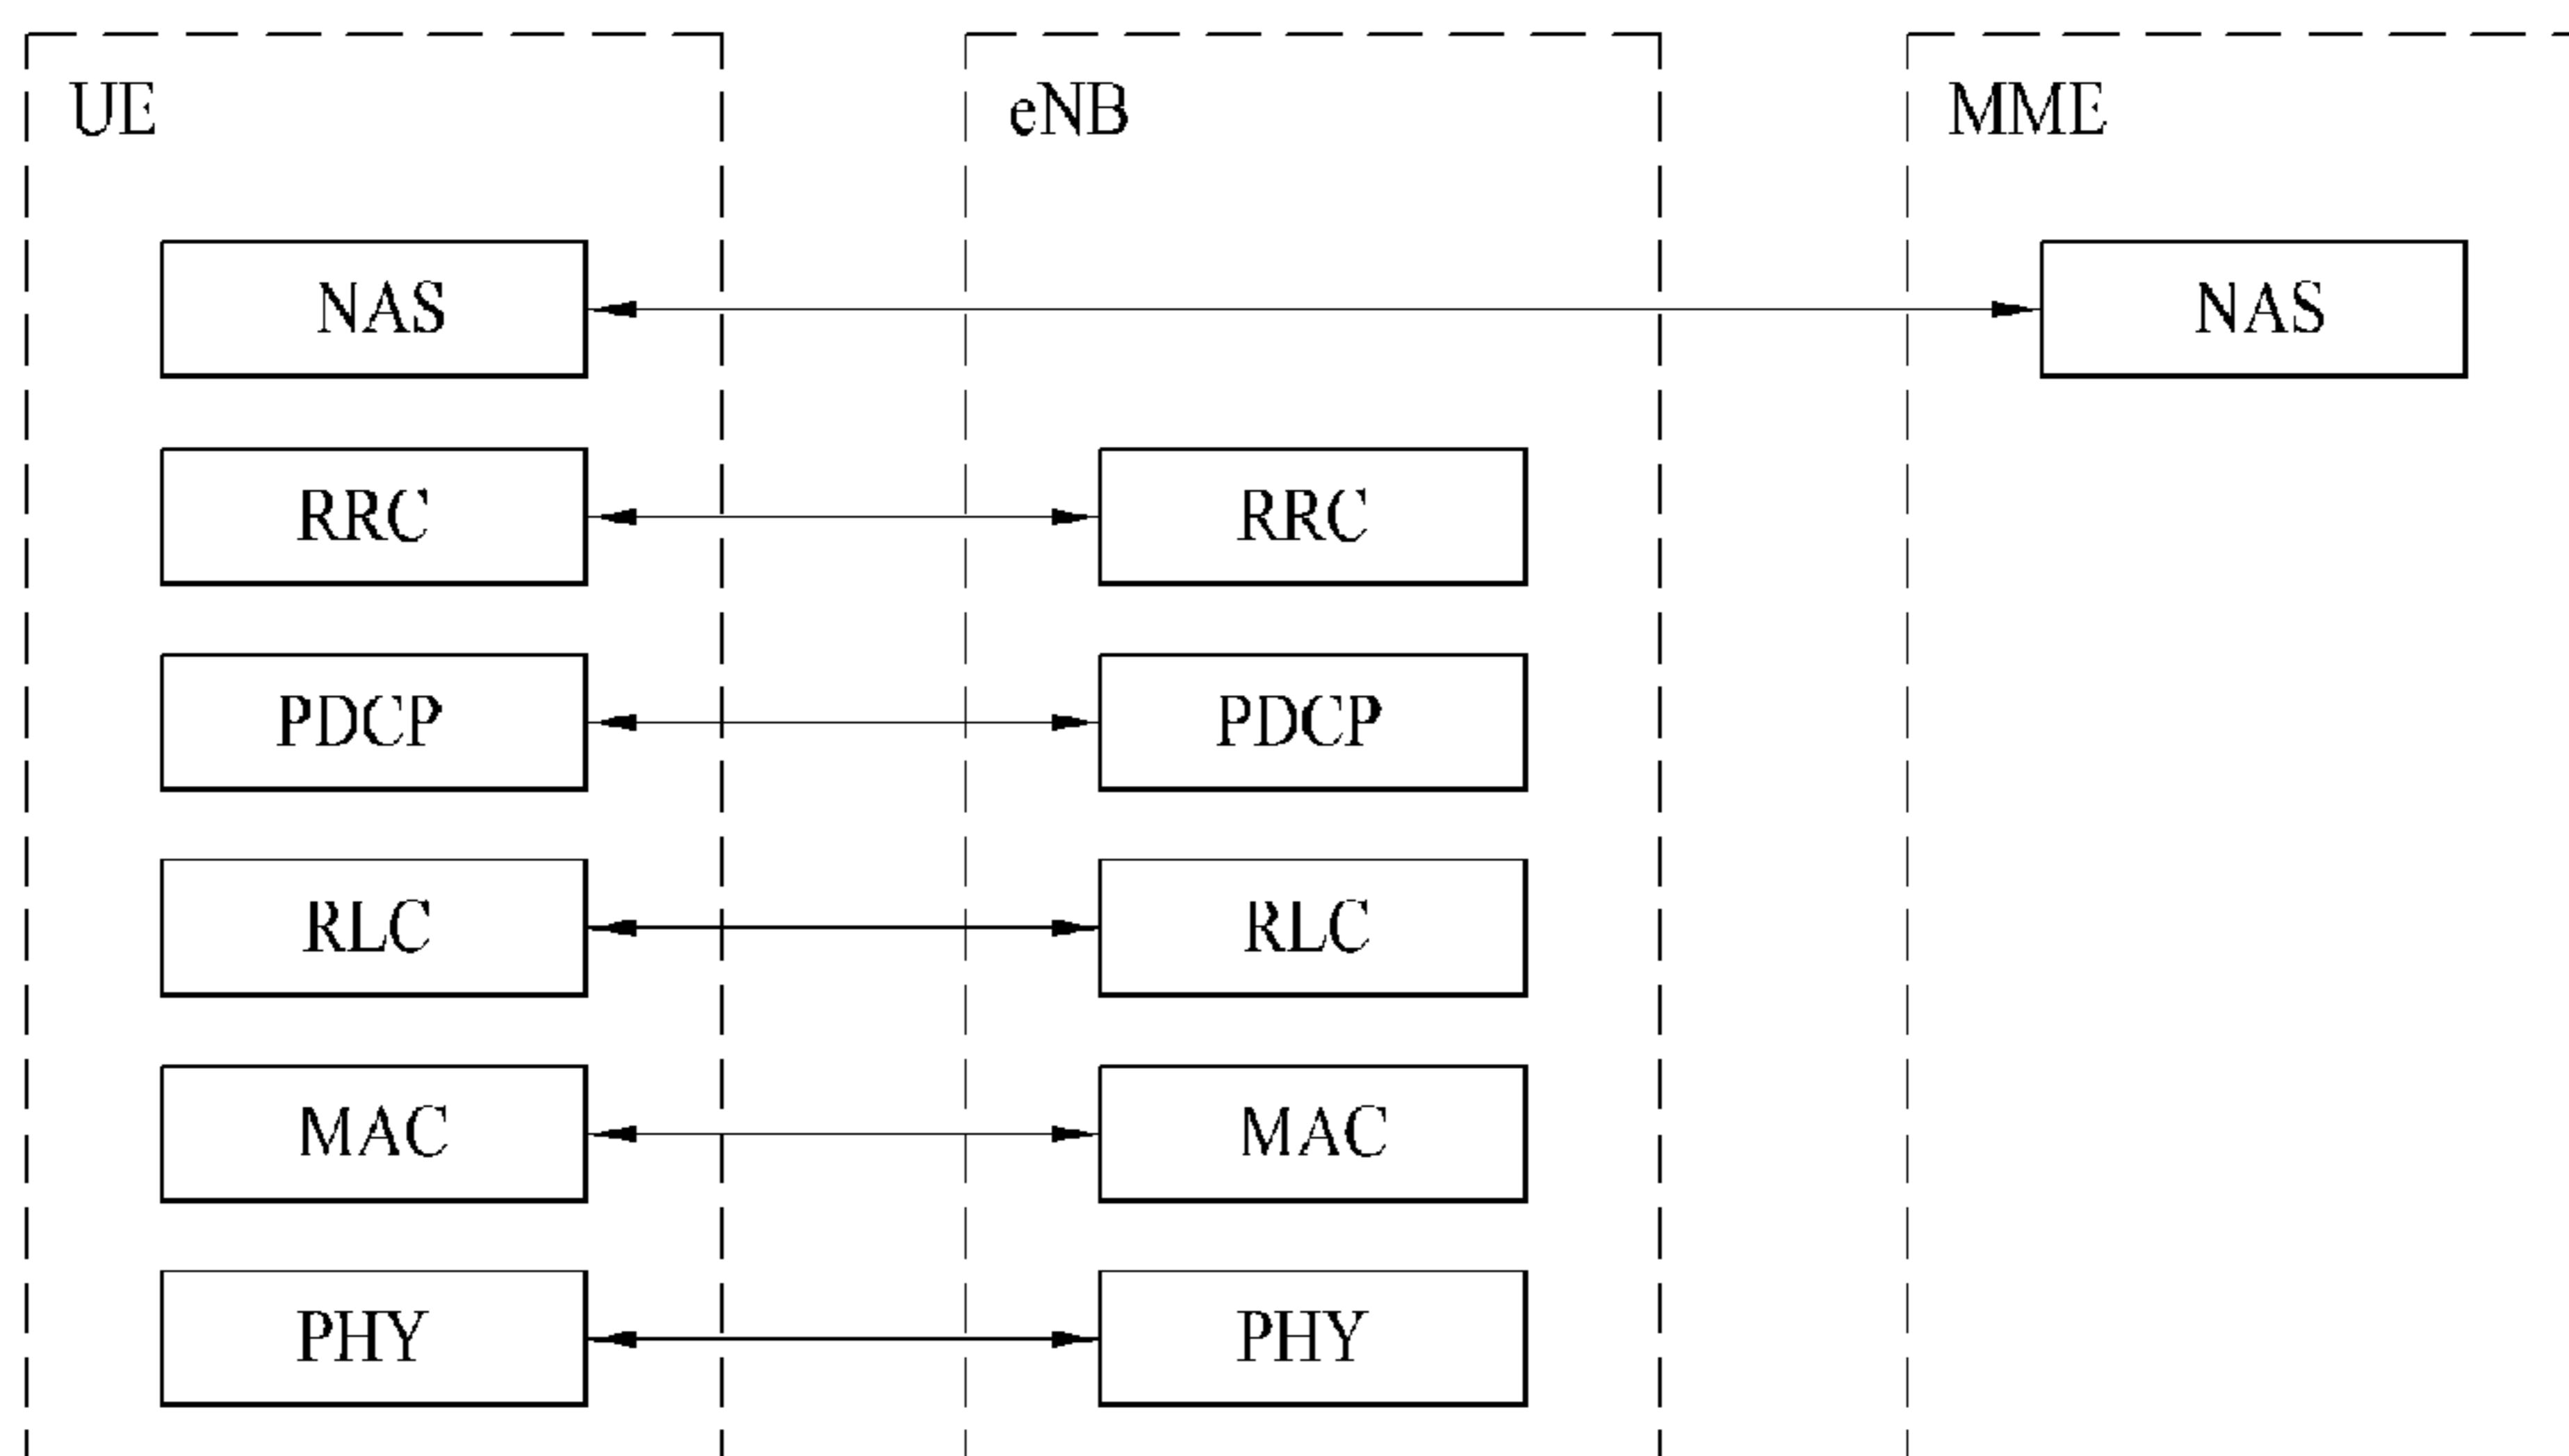 UE eNB MME
NAS NAS
RRC RRC
PDCP PDCP
RLC RLC
MAC MAC
PHY PHY